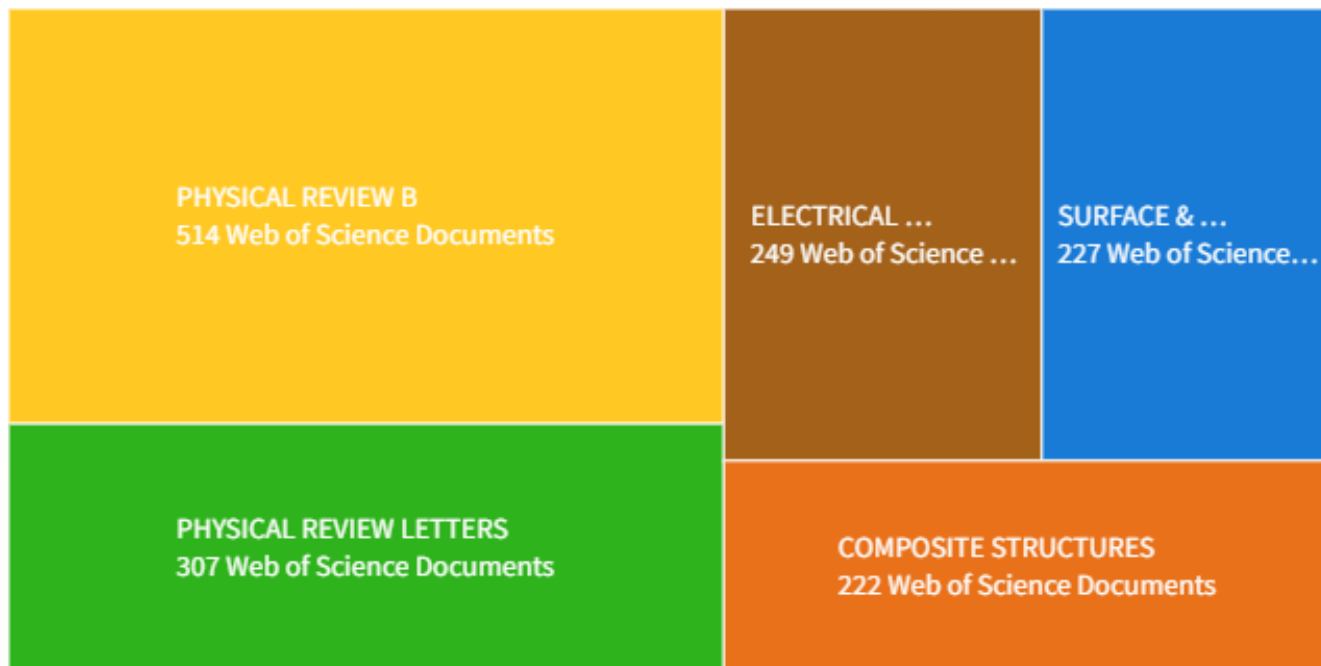 PHYSICAL REVIEW B
514 Web of Science Documents
ELECTRICAL ...
249 Web of Science ...
SURFACE & ...
227 Web of Science...
PHYSICAL REVIEW LETTERS
307 Web of Science Documents
COMPOSITE STRUCTURES
222 Web of Science Documents